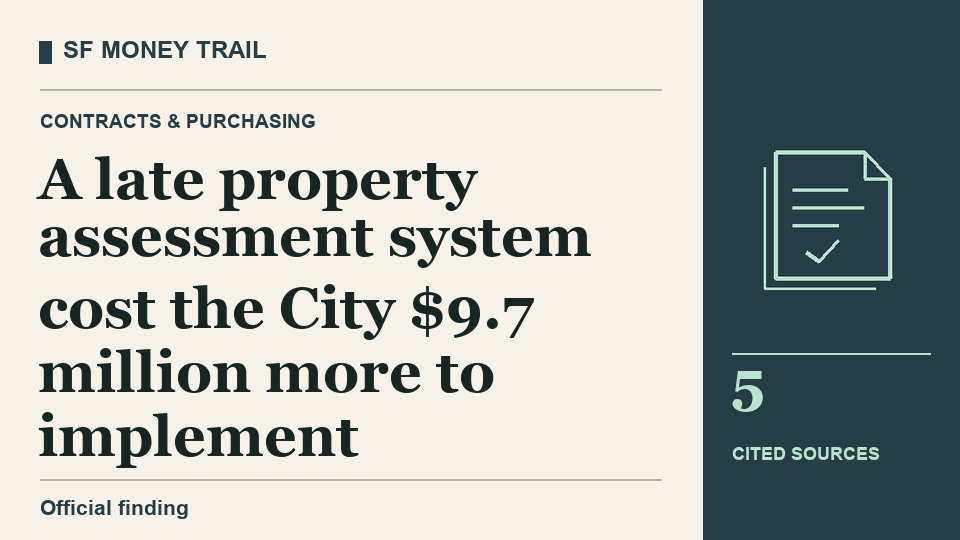 SF MONEY TRAIL
CONTRACTS & PURCHASING
A late property
assessment system
cost the City $9.7
million more to
implement
Official finding
5
CITED SOURCES